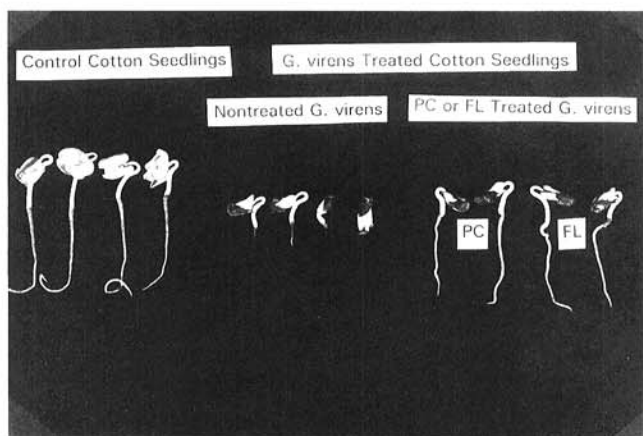 Control Cotton Seedlings
G. virens Treated Cotton Seedlings
Nontreated G. virens
PC or FL Treated G. virens
PC
FL